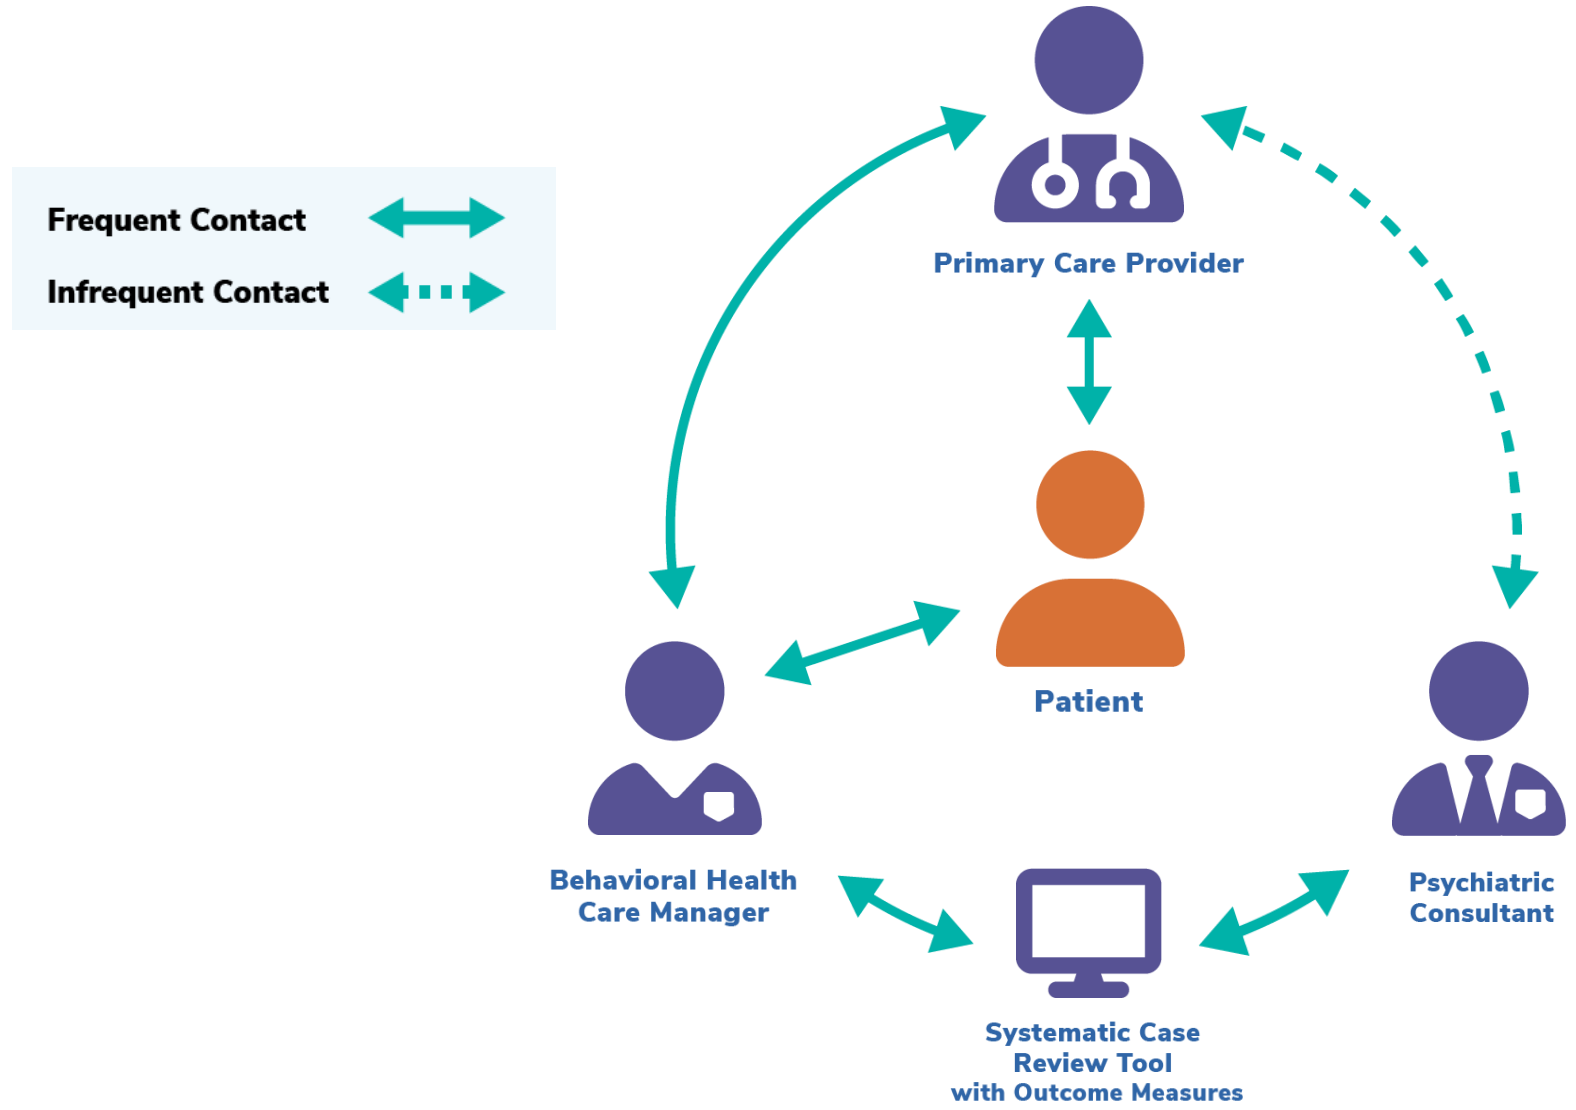 Frequent Contact
Infrequent Contact
Primary Care Provider
Patient
Behavioral Health
Care Manager
Psychiatric
Consultant
Systematic Case
Review Tool
with Outcome Measures